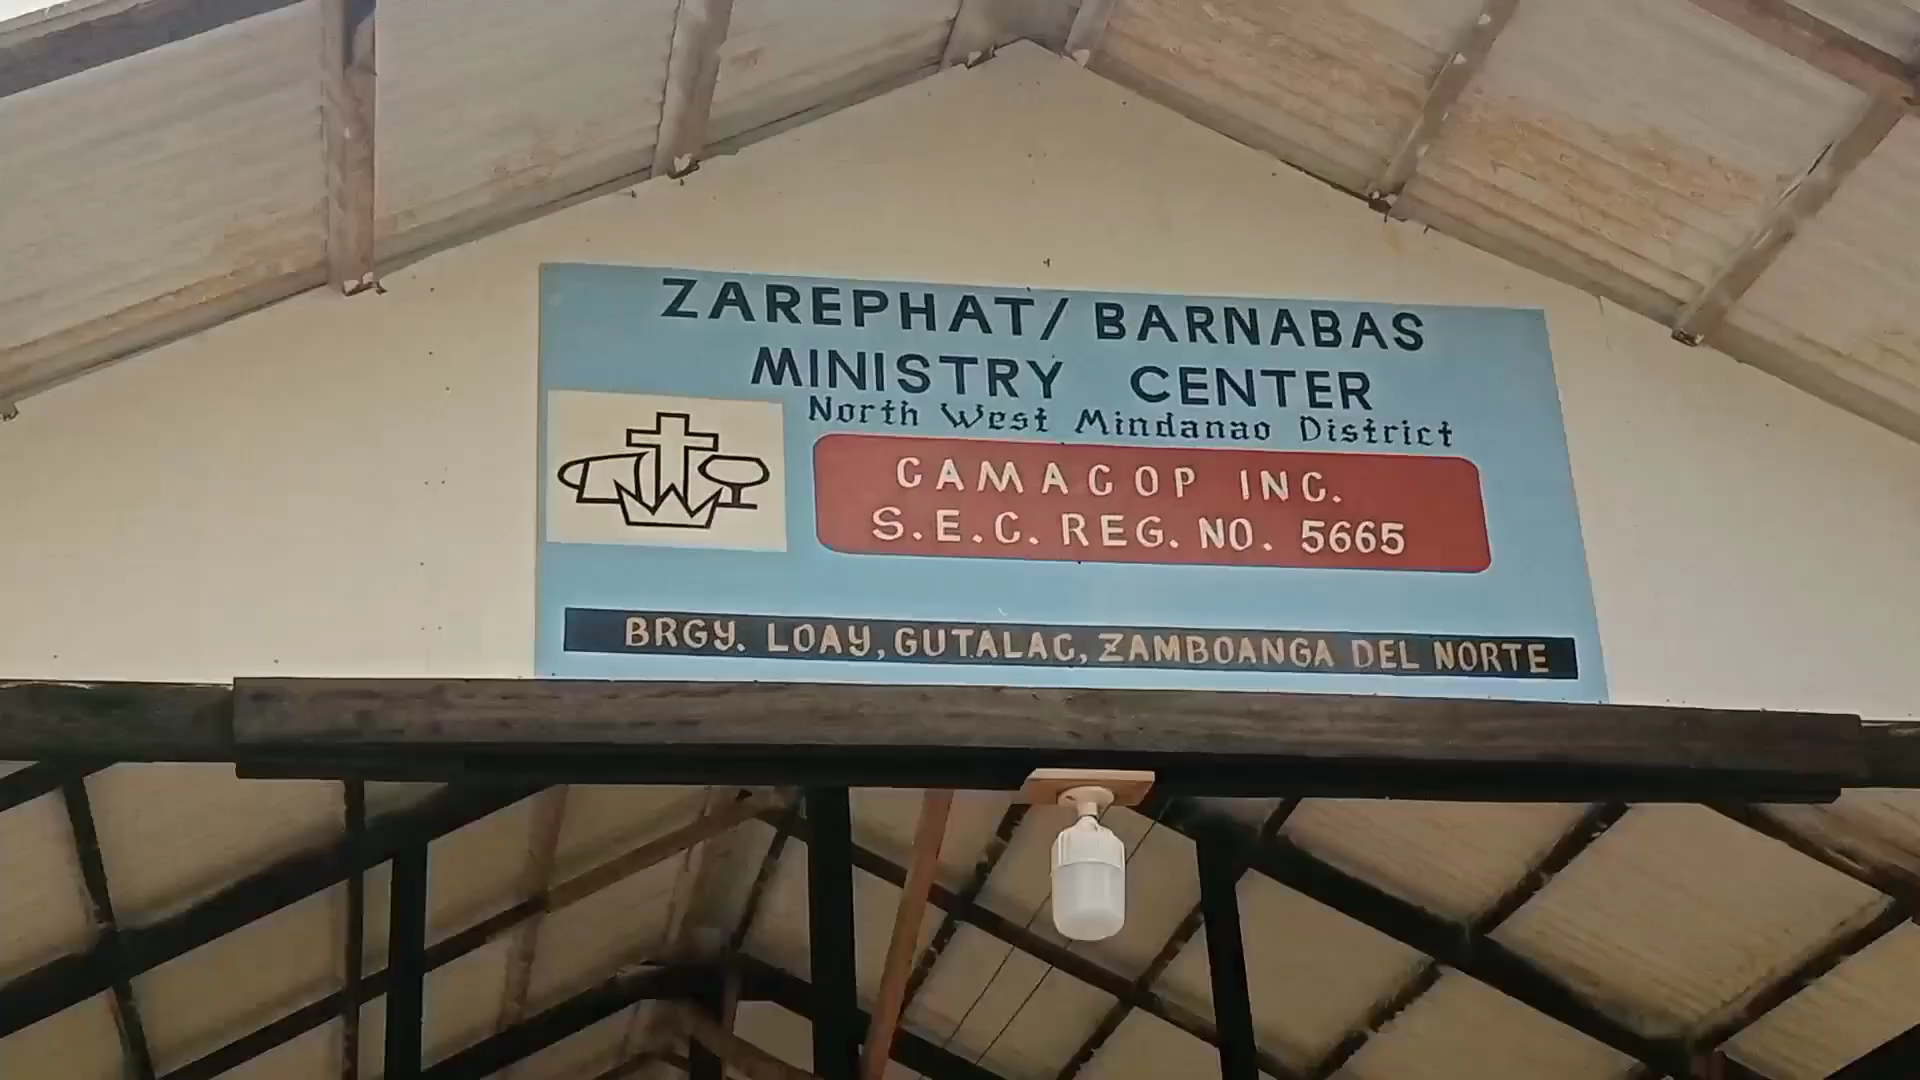 ZAREPHAT/ BARNABAS
MINISTRY CENTER
North West Mindanao District
CAMACOP INC.
S.E.C. REG. NO. 5665
BRGY. LOAY, GUTALAC, ZAMBOANGA DEL NORTE